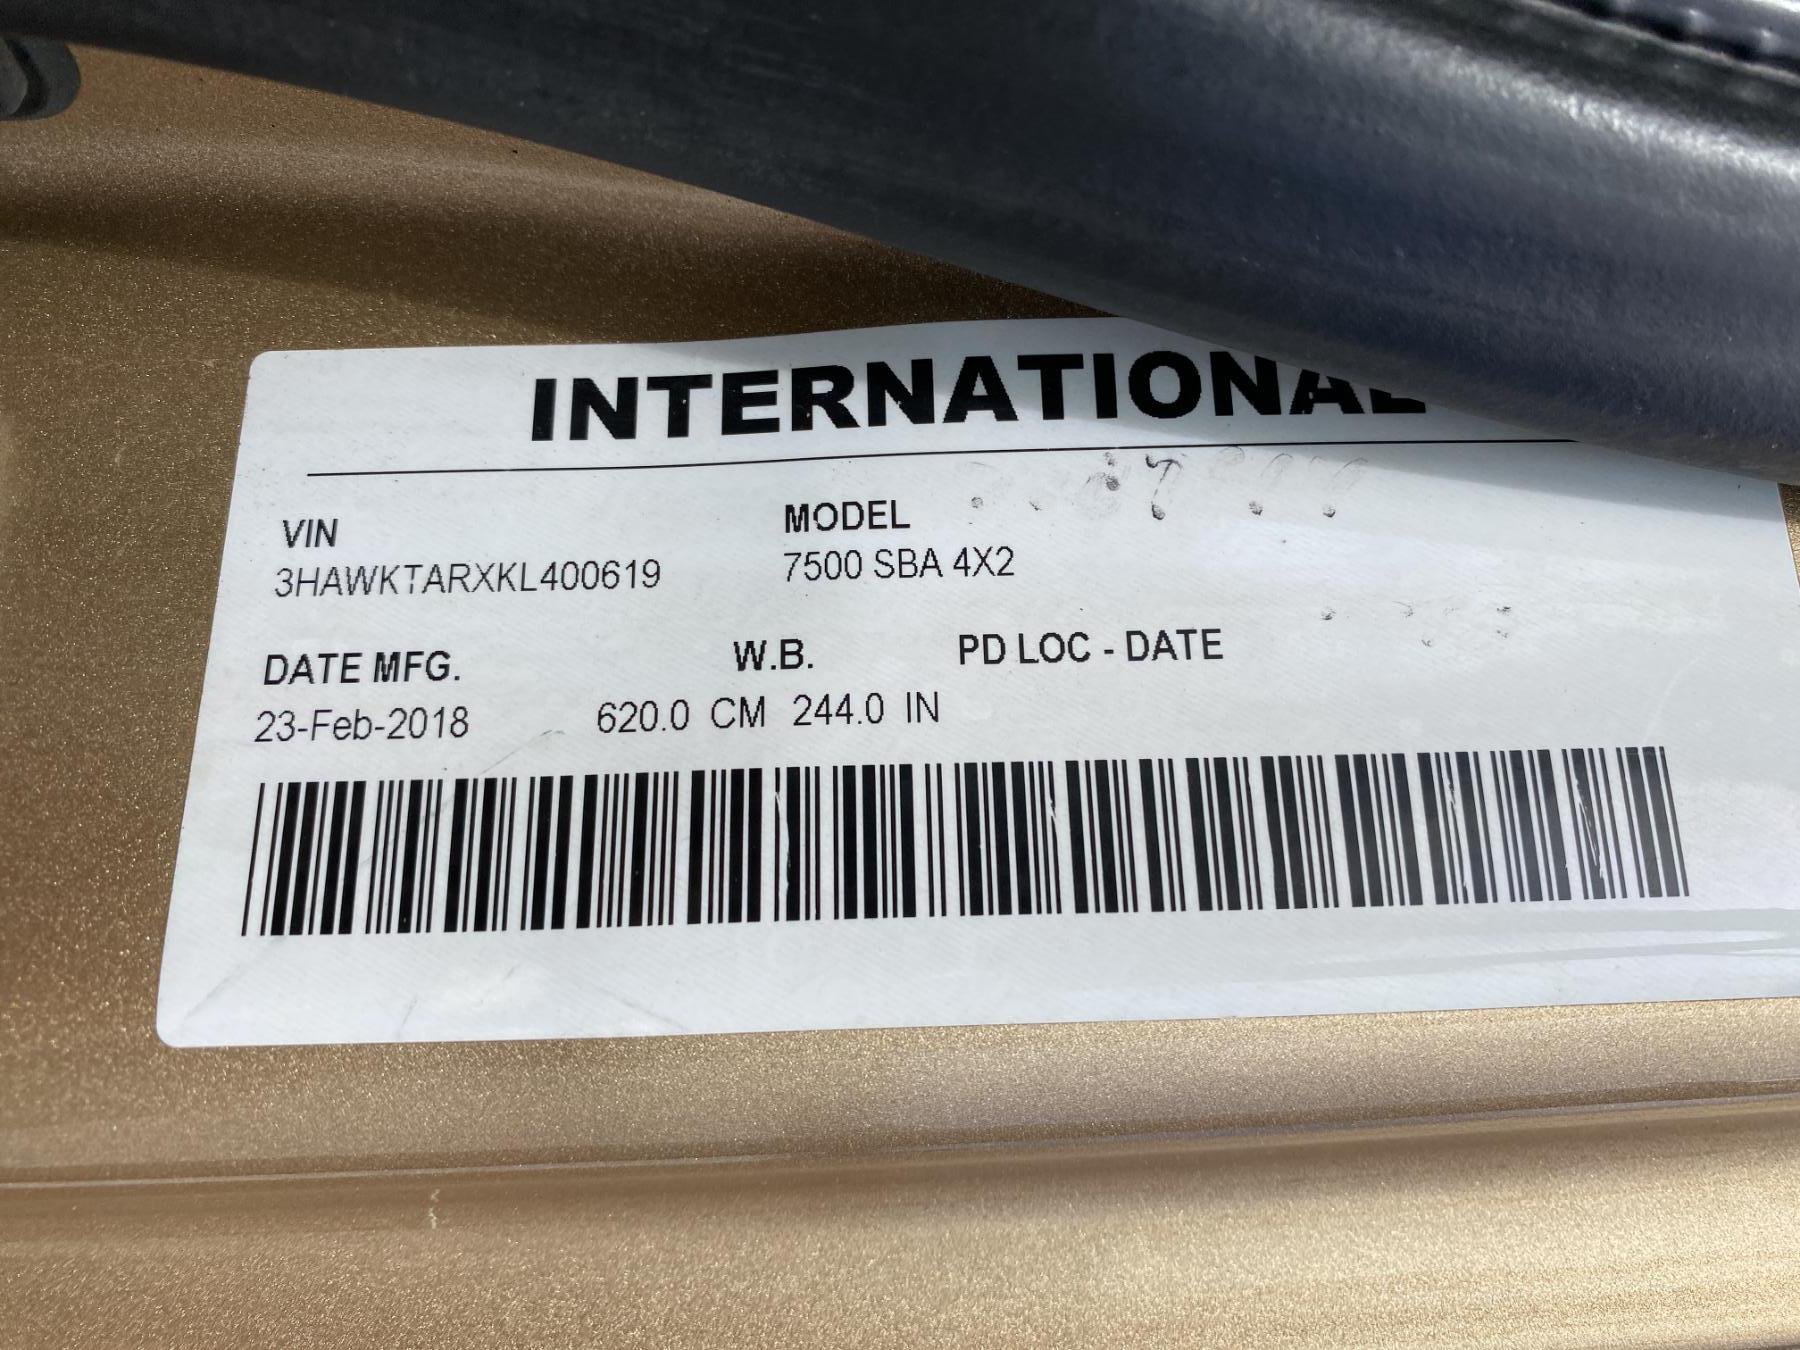 INTERNATIONAL
VIN MODEL
3HAWKTARXKL400619 7500 SBA 4X2
DATE MFG. W.B. PD LOC - DATE
23-Feb-2018 620.0 CM 244.0 IN